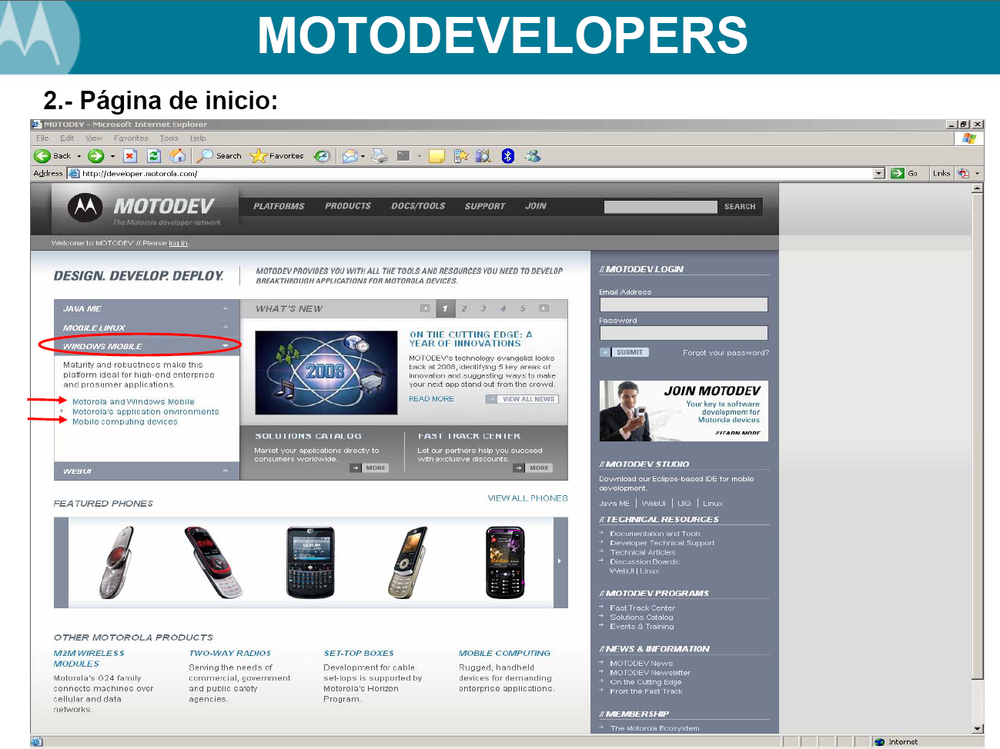 MOTODEVELOPERS
2.- Página de inicio:
MOTODEV - Microsoft Internet Explorer
File Edit View Favorites Tools Help
Back Search Favorites
Address http://developer.motorola.com/ Go Links
MOTODEV
The Motorola developer network
PLATFORMS PRODUCTS DOCS/TOOLS SUPPORT JOIN SEARCH
Welcome to MOTODEV // Please log in.
DESIGN. DEVELOP. DEPLOY.
MOTODEV PROVIDES YOU WITH ALL THE TOOLS AND RESOURCES YOU NEED TO DEVELOP
BREAKTHROUGH APPLICATIONS FOR MOTOROLA DEVICES.
JAVA ME
MOBILE LINUX
WINDOWS MOBILE
Maturity and robustness make this
platform ideal for high-end enterprise
and prosumer applications.
Motorola and Windows Mobile
Motorola's application environments
Mobile computing devices
WEBUI
WHAT'S NEW 1 2 3 4 5
2008
ON THE CUTTING EDGE: A
YEAR OF INNOVATIONS
MOTODEV's technology evangelist looks
back at 2008, identifying 5 key areas of
innovation and suggesting ways to make
your next app stand out from the crowd.
READ MORE VIEW ALL NEWS
SOLUTIONS CATALOG
Market your applications directly to
consumers worldwide.
MORE
FAST TRACK CENTER
Let our partners help you succeed
with exclusive discounts.
MORE
FEATURED PHONES VIEW ALL PHONES
OTHER MOTOROLA PRODUCTS
M2M WIRELESS
MODULES
Motorola's G24 family
connects machines over
cellular and data
networks.
TWO-WAY RADIOS
Serving the needs of
commercial, government
and public safety
agencies.
SET-TOP BOXES
Development for cable
set-tops is supported by
Motorola's Horizon
Program.
MOBILE COMPUTING
Rugged, handheld
devices for demanding
enterprise applications.
// MOTODEV LOGIN
Email Address
Password
SUBMIT Forgot your password?
JOIN MOTODEV
Your key to software
development for
Motorola devices
//LEARN MORE
// MOTODEV STUDIO
Download our Eclipse-based IDE for mobile
development.
Java ME | WebUI | UIQ | Linux
// TECHNICAL RESOURCES
Documentation and Tools
Developer Technical Support
Technical Articles
Discussion Boards:
WebUI | Linux
// MOTODEV PROGRAMS
Fast Track Center
Solutions Catalog
Events & Training
// NEWS & INFORMATION
MOTODEV News
MOTODEV Newsletter
On the Cutting Edge
From the Fast Track
// MEMBERSHIP
The Motorola Ecosystem
Internet